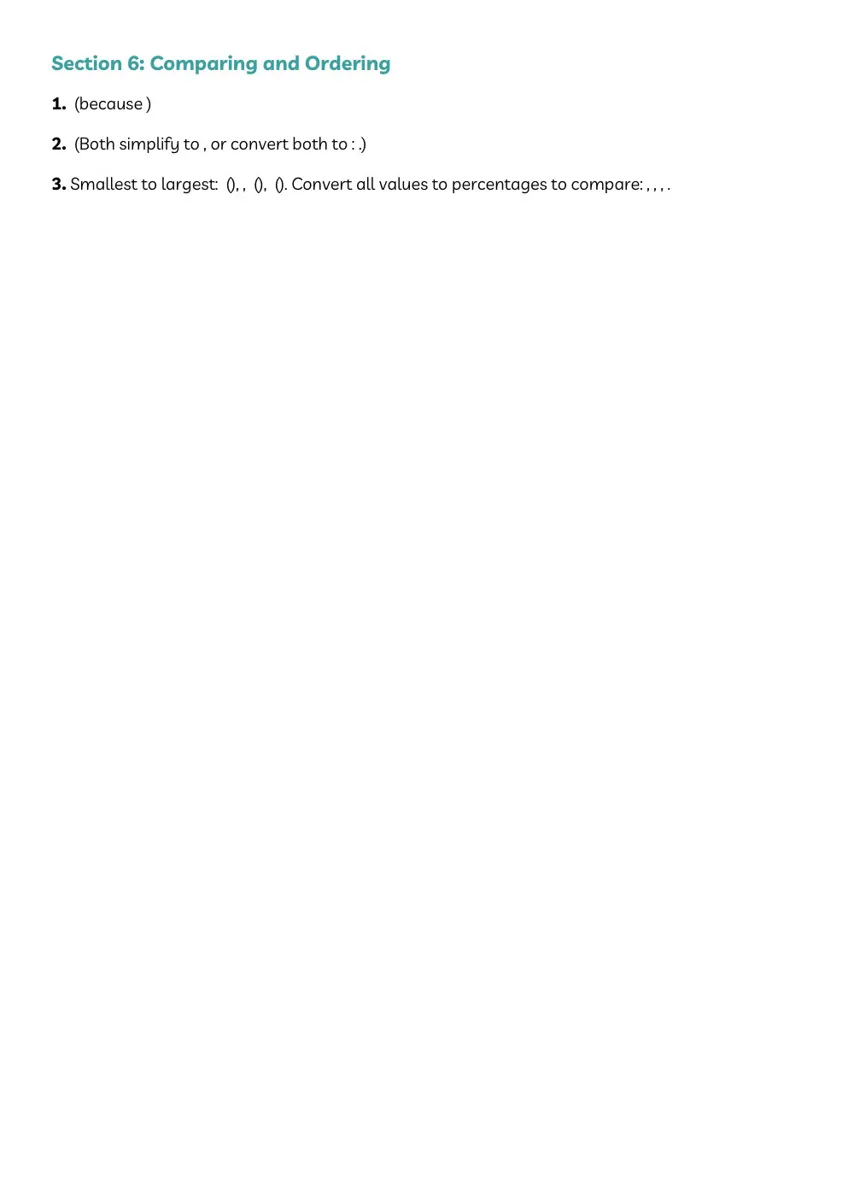 Section 6: Comparing and Ordering
1. (because )
2. (Both simplify to , or convert both to : .)
3. Smallest to largest: (), , (), (). Convert all values to percentages to compare: , , , .